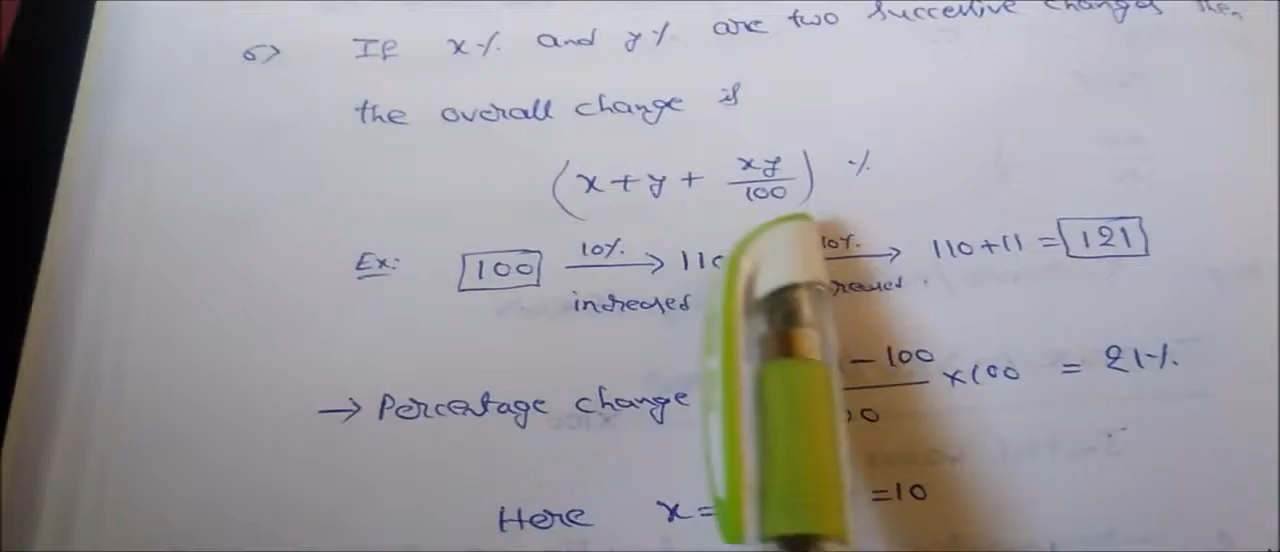 6) If x% and y% are two successive changes then
the overall change is
(x + y + xy/100) %
Ex: 100 10% increased → 110 10% → 110+11 = 121
→ Percentage change - 100 ×100 = 21%
Here x= =10